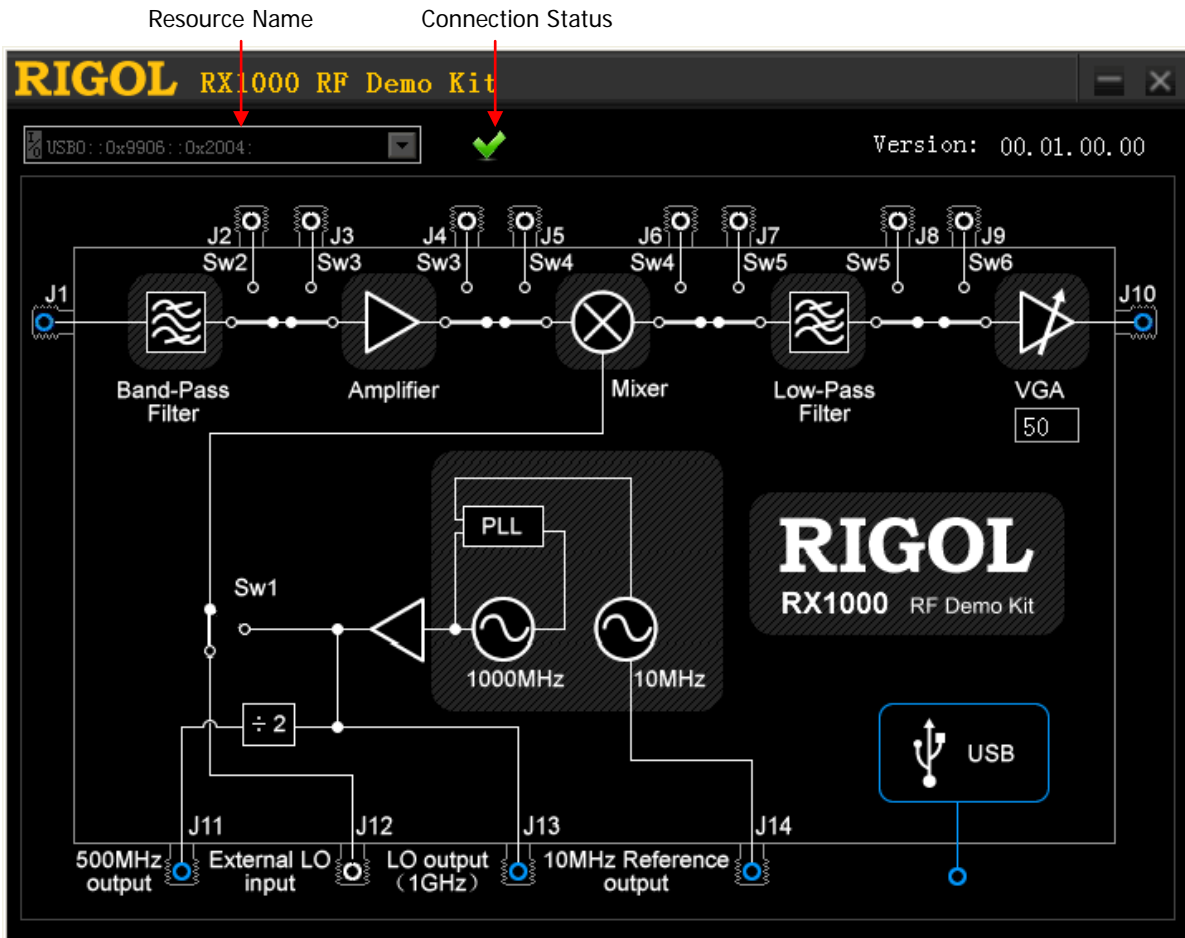 Resource Name
Connection Status
RIGOL RX1000 RF Demo Kit
I/O USB0::0x9906::0x2004:
Version: 00.01.00.00
J2 J3 J4 J5 J6 J7 J8 J9
Sw2 Sw3 Sw3 Sw4 Sw4 Sw5 Sw5 Sw6
J1
J10
Band-Pass
Filter
Amplifier
Mixer
Low-Pass
Filter
VGA
50
PLL
RIGOL
RX1000 RF Demo Kit
Sw1
1000MHz
10MHz
÷ 2
USB
J11 J12 J13 J14
500MHz
output
External LO
input
LO output
（1GHz）
10MHz Reference
output